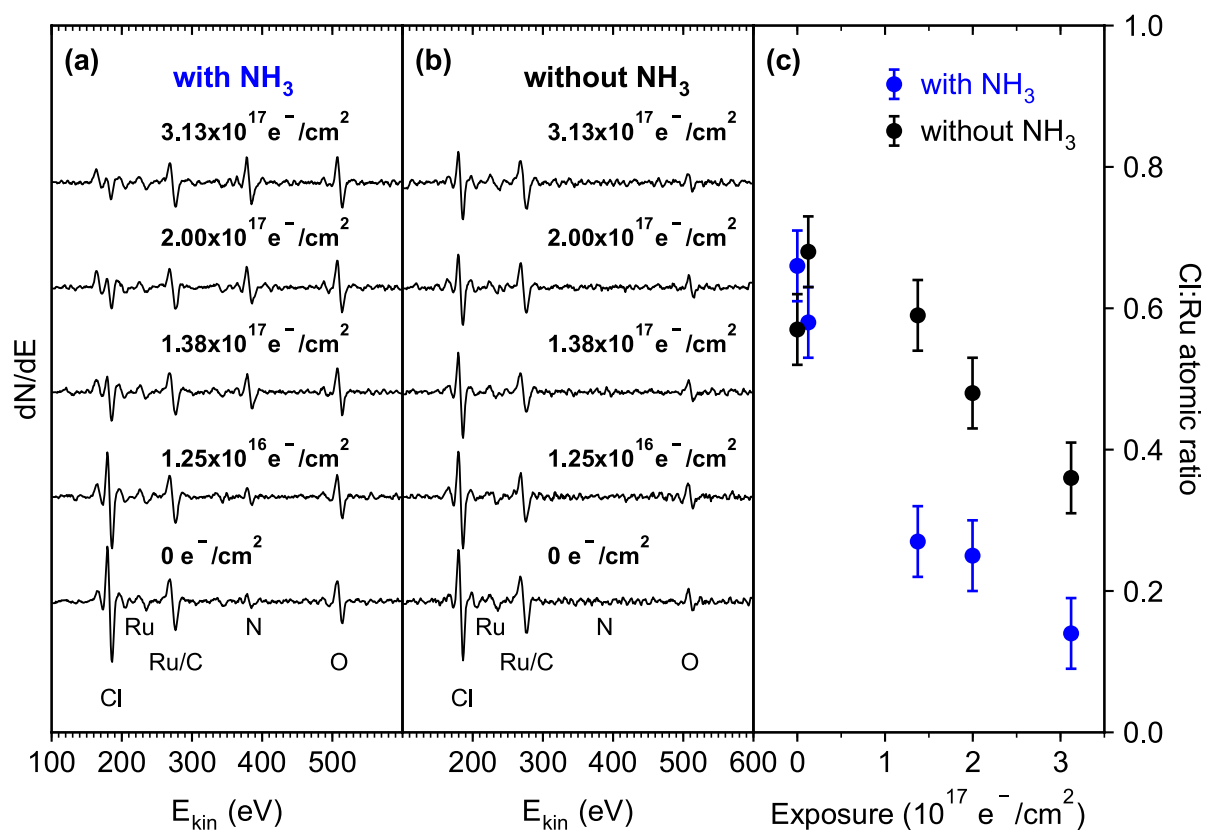 (a)
with NH3
3.13x10^17 e^−/cm^2
2.00x10^17 e^−/cm^2
1.38x10^17 e^−/cm^2
1.25x10^16 e^−/cm^2
0 e^−/cm^2
Ru
N
Ru/C
O
Cl
dN/dE
100 200 300 400 500
E_kin (eV)
(b)
without NH3
3.13x10^17 e^−/cm^2
2.00x10^17 e^−/cm^2
1.38x10^17 e^−/cm^2
1.25x10^16 e^−/cm^2
0 e^−/cm^2
Ru
N
Ru/C
O
Cl
200 300 400 500 600
E_kin (eV)
(c)
with NH3
without NH3
1.0
0.8
0.6
0.4
0.2
0.0
Cl:Ru atomic ratio
0 1 2 3
Exposure (10^17 e^−/cm^2)